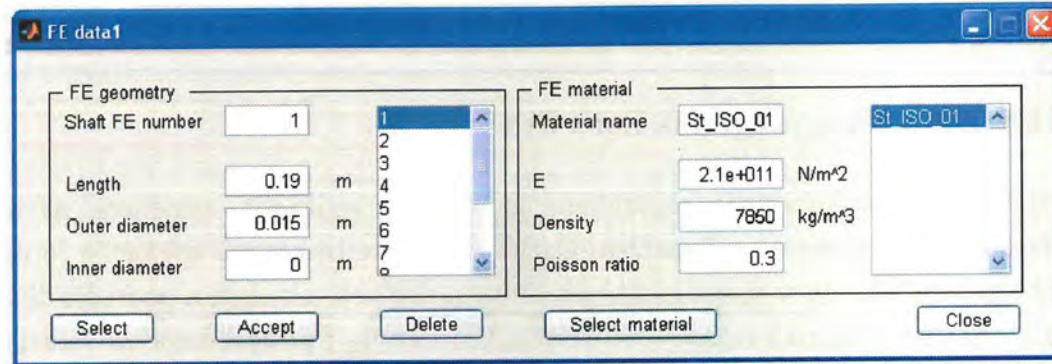 FE data1
FE geometry
Shaft FE number 1
Length 0.19 m
Outer diameter 0.015 m
Inner diameter 0 m
1
2
3
4
5
6
7
FE material
Material name St_ISO_01
E 2.1e+011 N/m^2
Density 7850 kg/m^3
Poisson ratio 0.3
St_ISO_01
Select Accept Delete Select material Close